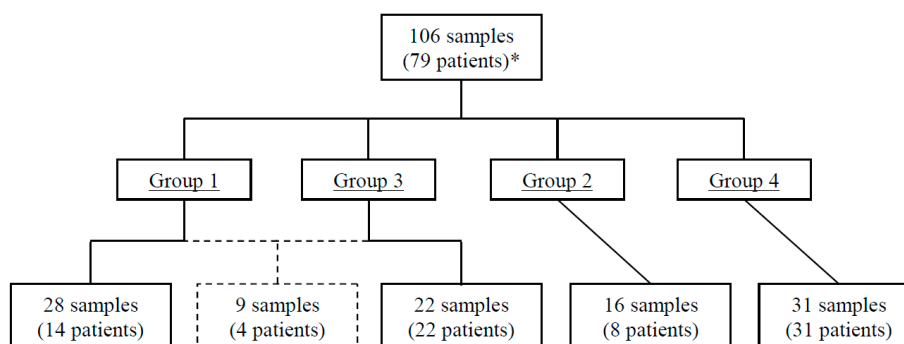 106 samples
(79 patients)*
Group 1
Group 3
Group 2
Group 4
28 samples
(14 patients)
9 samples
(4 patients)
22 samples
(22 patients)
16 samples
(8 patients)
31 samples
(31 patients)